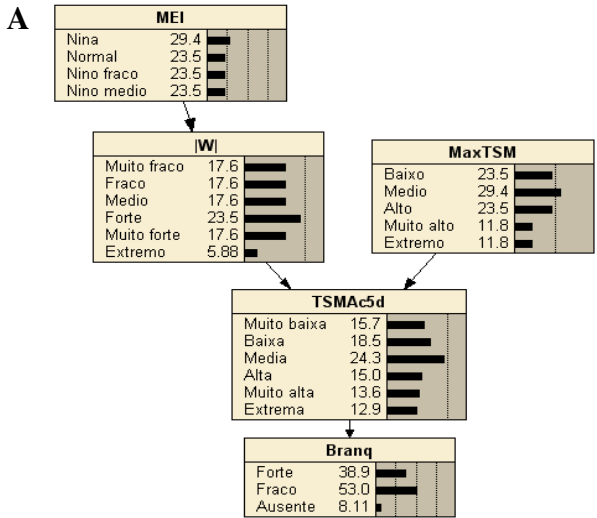 A
MEI
Nina 29.4
Normal 23.5
Nino fraco 23.5
Nino medio 23.5
|W|
Muito fraco 17.6
Fraco 17.6
Medio 17.6
Forte 23.5
Muito forte 17.6
Extremo 5.88
MaxTSM
Baixo 23.5
Medio 29.4
Alto 23.5
Muito alto 11.8
Extremo 11.8
TSMAc5d
Muito baixa 15.7
Baixa 18.5
Media 24.3
Alta 15.0
Muito alta 13.6
Extrema 12.9
Branq
Forte 38.9
Fraco 53.0
Ausente 8.11